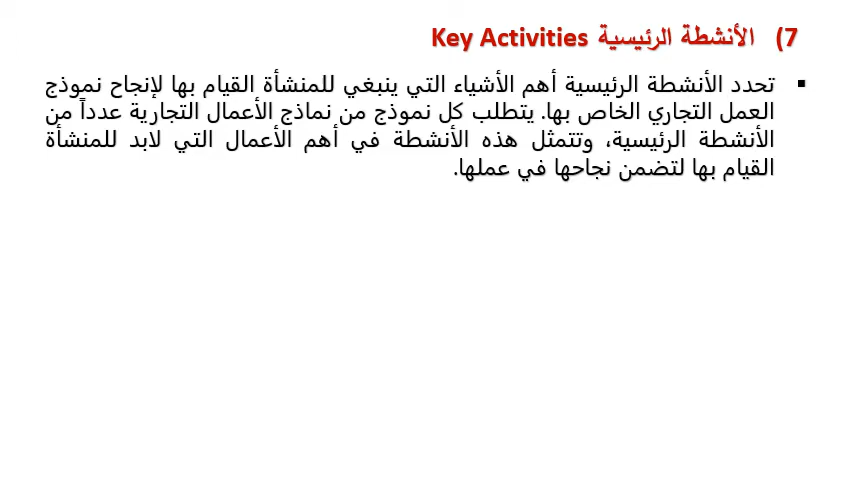 7) الأنشطة الرئيسية Key Activities
▪ تحدد الأنشطة الرئيسية أهم الأشياء التي ينبغي للمنشأة القيام بها لإنجاح نموذج
العمل التجاري الخاص بها. يتطلب كل نموذج من نماذج الأعمال التجارية عدداً من
الأنشطة الرئيسية، وتتمثل هذه الأنشطة في أهم الأعمال التي لابد للمنشأة
القيام بها لتضمن نجاحها في عملها.